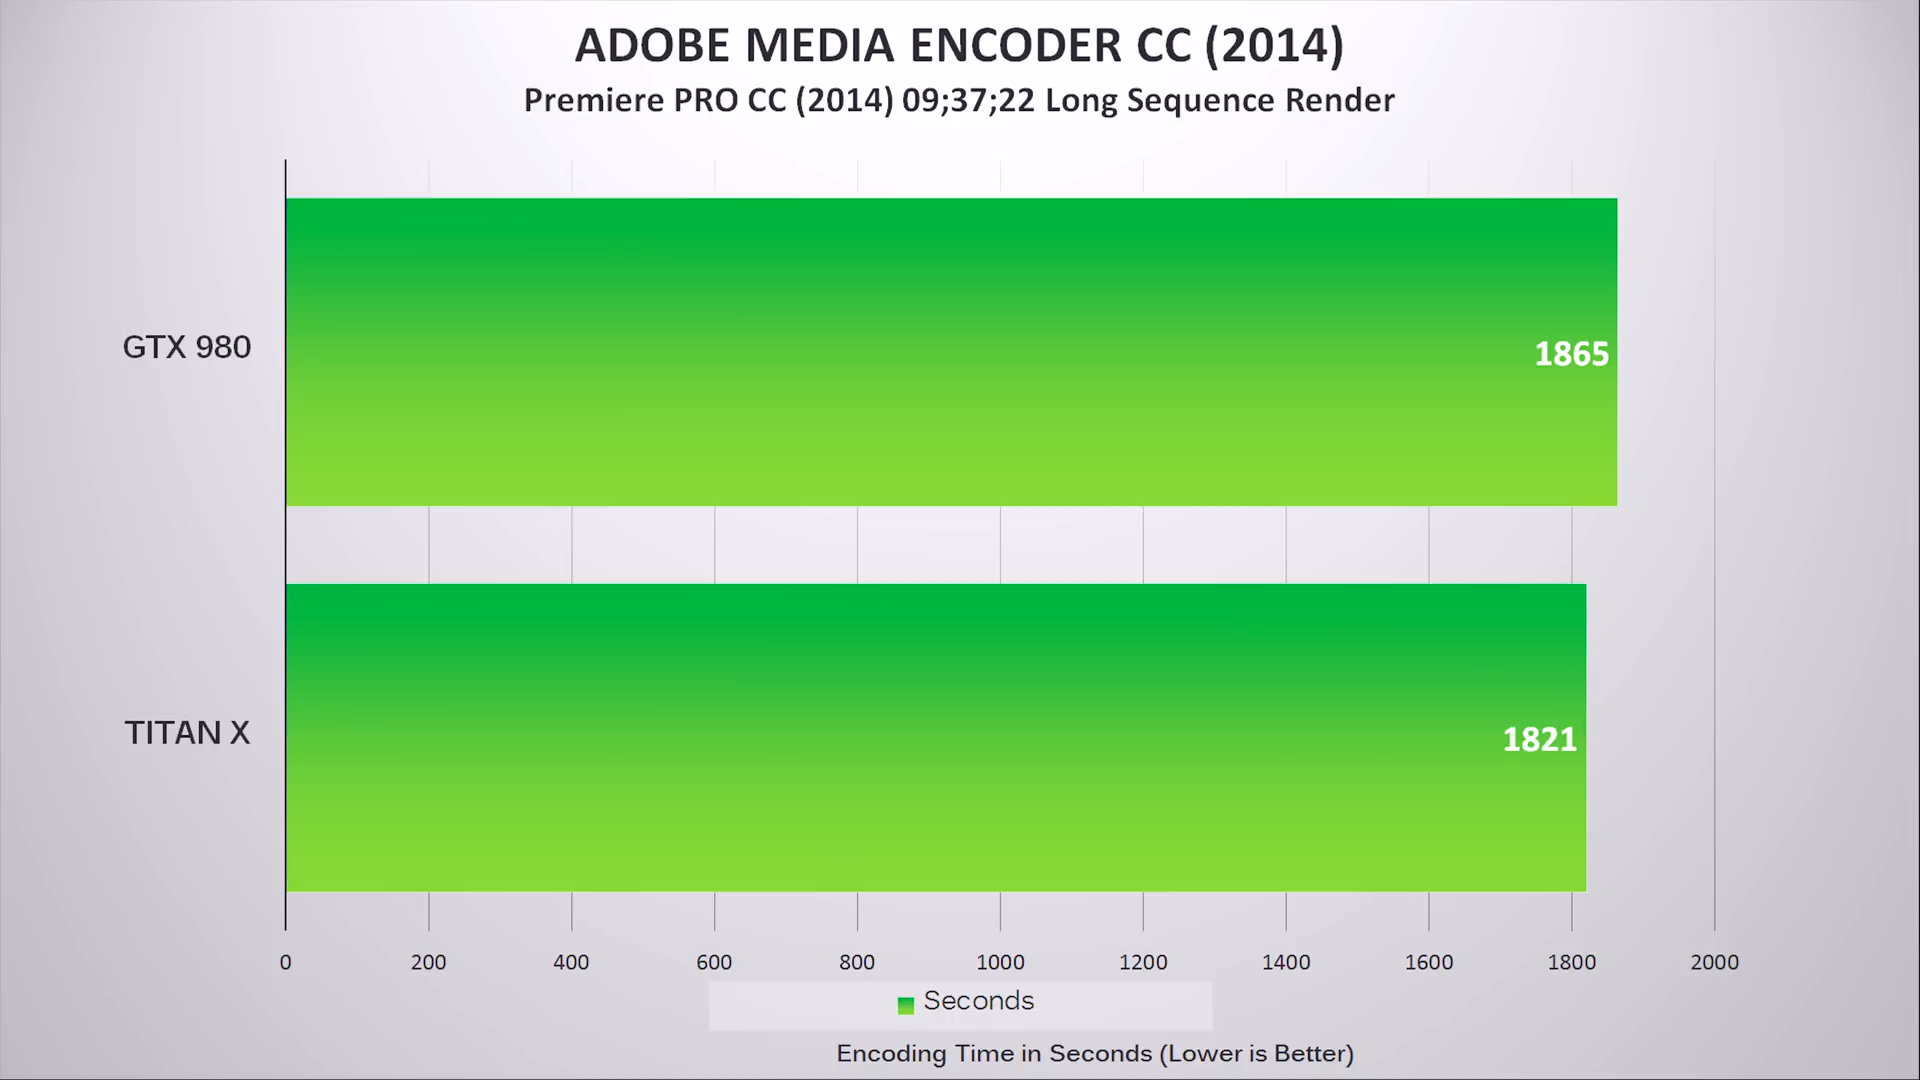 ADOBE MEDIA ENCODER CC (2014)
Premiere PRO CC (2014) 09;37;22 Long Sequence Render
GTX 980
1865
TITAN X
1821
0 200 400 600 800 1000 1200 1400 1600 1800 2000
Seconds
Encoding Time in Seconds (Lower is Better)